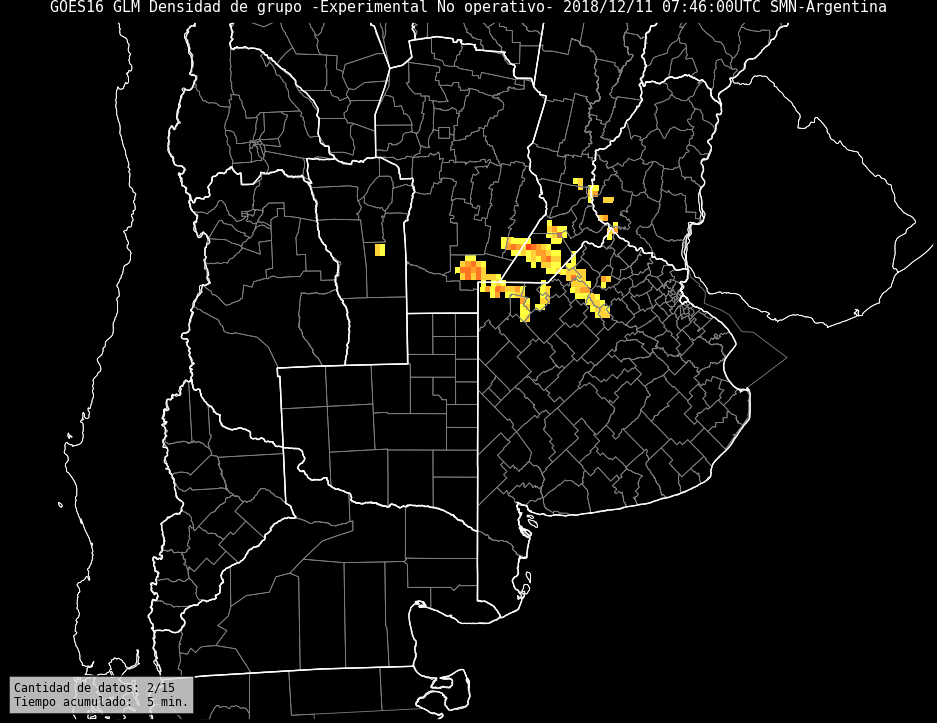 GOES16 GLM Densidad de grupo -Experimental No operativo- 2018/12/11 07:46:00UTC SMN-Argentina
Cantidad de datos: 2/15
Tiempo acumulado:  5 min.